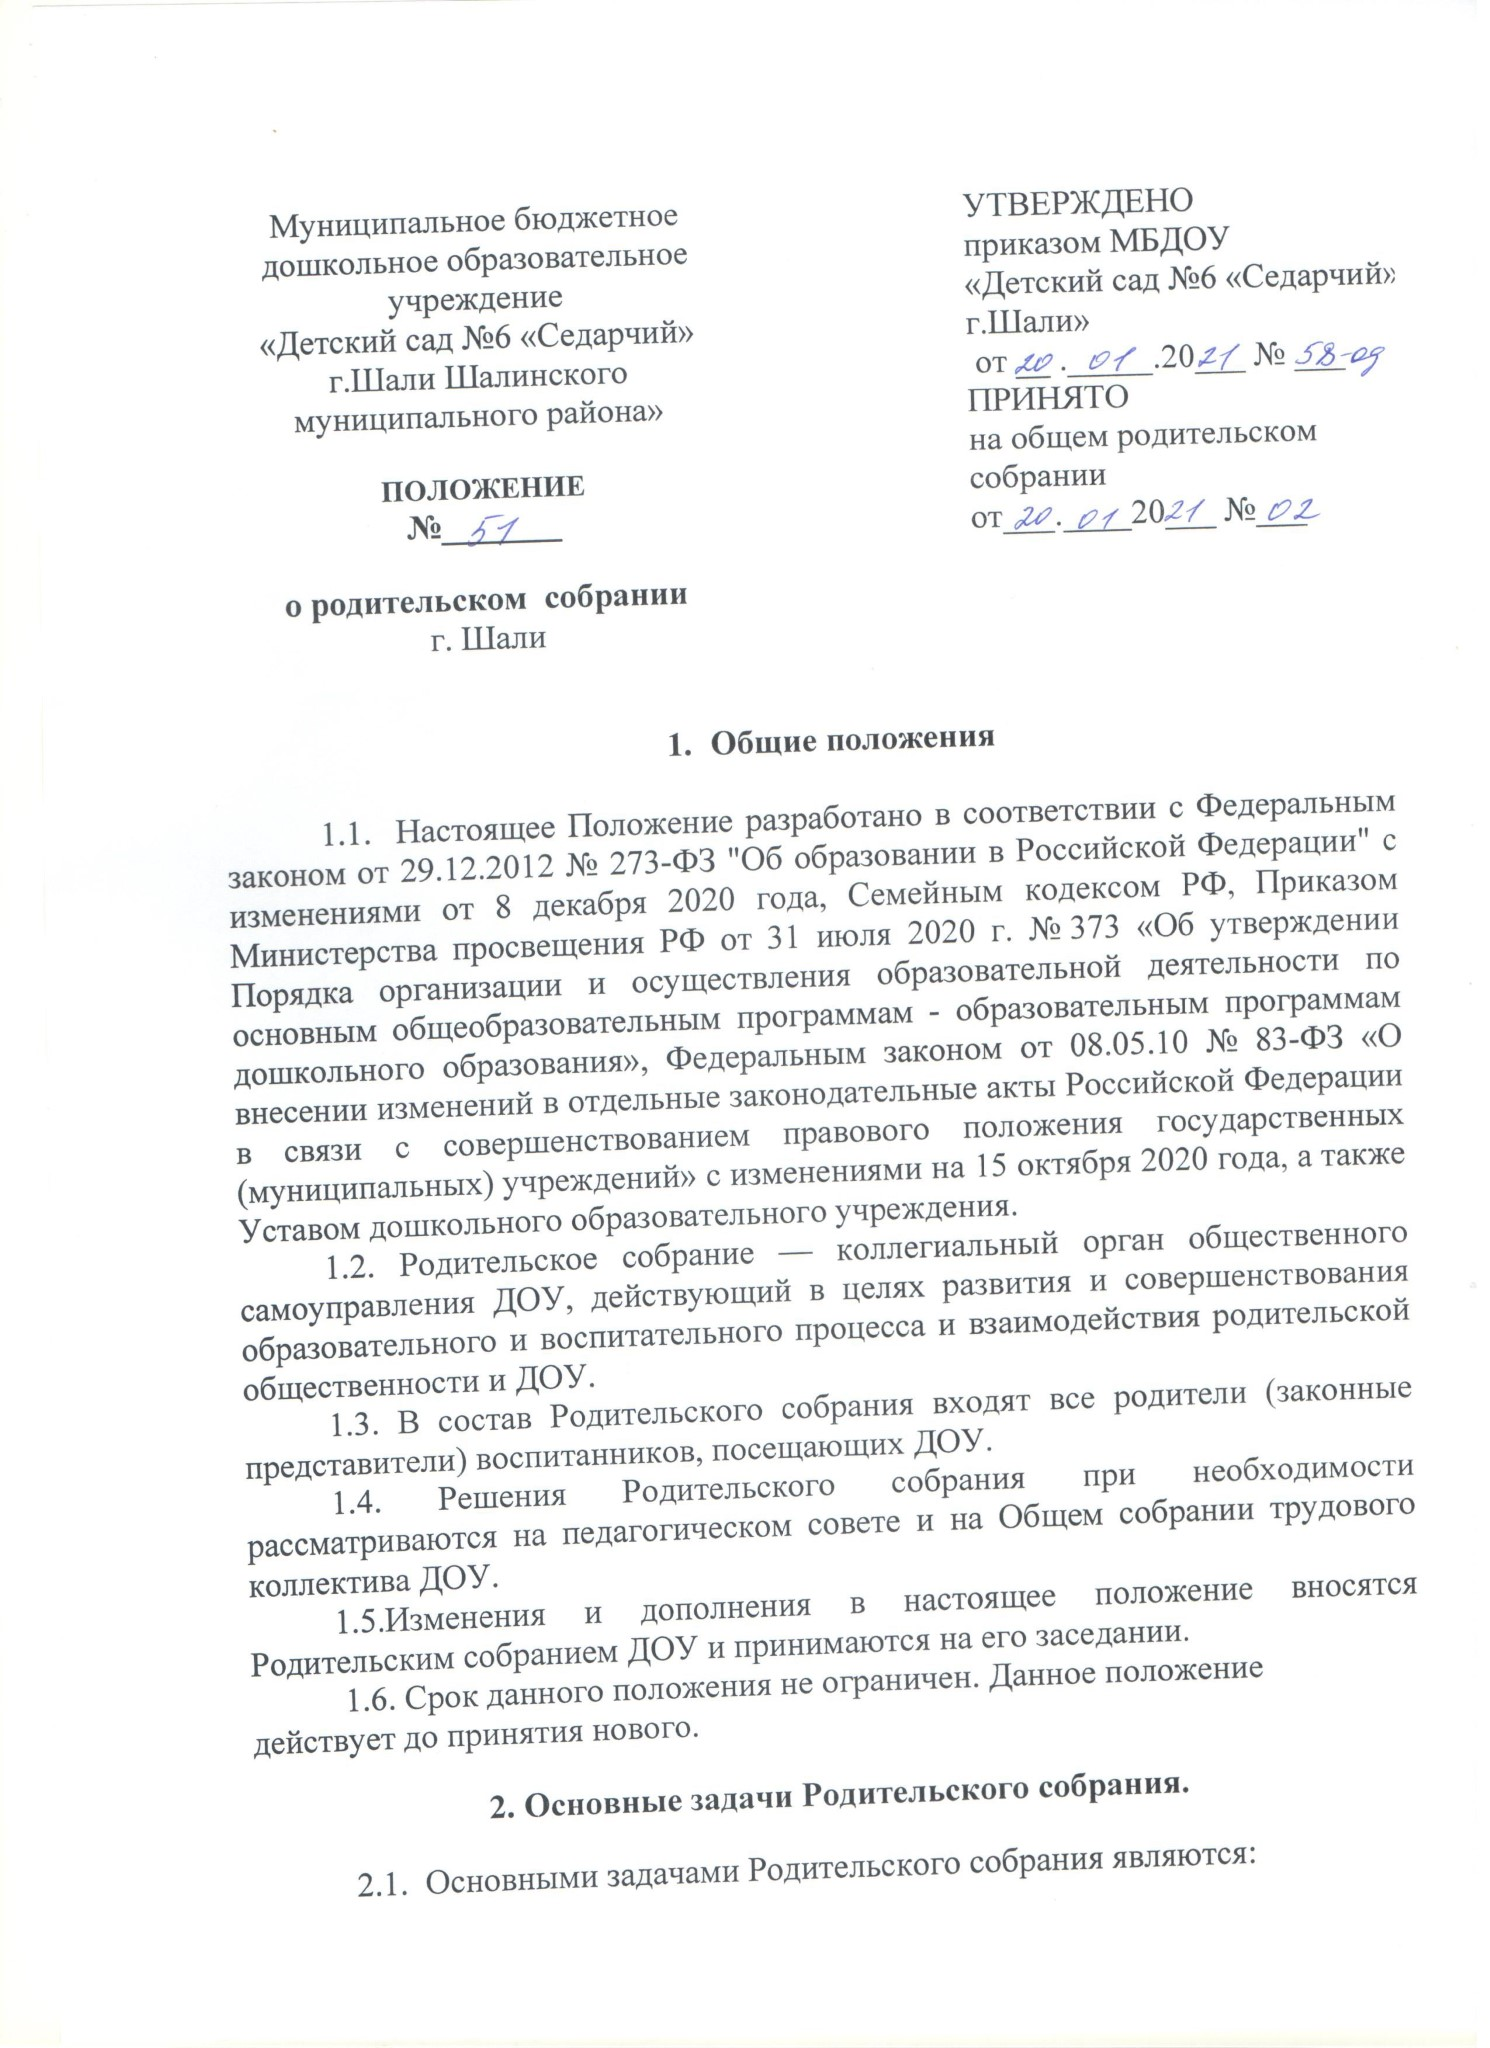 Муниципальное бюджетное
дошкольное образовательное
учреждение
«Детский сад №6 «Седарчий»
г.Шали Шалинского
муниципального района»
ПОЛОЖЕНИЕ
№ 51
о родительском собрании
г. Шали
УТВЕРЖДЕНО
приказом МБДОУ
«Детский сад №6 «Седарчий»
г.Шали»
от 20 . 01 .2021 № 58-од
ПРИНЯТО
на общем родительском
собрании
от 20 . 01 2021 № 02
1. Общие положения
1.1. Настоящее Положение разработано в соответствии с Федеральным
законом от 29.12.2012 № 273-ФЗ "Об образовании в Российской Федерации" с
изменениями от 8 декабря 2020 года, Семейным кодексом РФ, Приказом
Министерства просвещения РФ от 31 июля 2020 г. № 373 «Об утверждении
Порядка организации и осуществления образовательной деятельности по
основным общеобразовательным программам - образовательным программам
дошкольного образования», Федеральным законом от 08.05.10 № 83-ФЗ «О
внесении изменений в отдельные законодательные акты Российской Федерации
в связи с совершенствованием правового положения государственных
(муниципальных) учреждений» с изменениями на 15 октября 2020 года, а также
Уставом дошкольного образовательного учреждения.
1.2. Родительское собрание — коллегиальный орган общественного
самоуправления ДОУ, действующий в целях развития и совершенствования
образовательного и воспитательного процесса и взаимодействия родительской
общественности и ДОУ.
1.3. В состав Родительского собрания входят все родители (законные
представители) воспитанников, посещающих ДОУ.
1.4. Решения Родительского собрания при необходимости
рассматриваются на педагогическом совете и на Общем собрании трудового
коллектива ДОУ.
1.5.Изменения и дополнения в настоящее положение вносятся
Родительским собранием ДОУ и принимаются на его заседании.
1.6. Срок данного положения не ограничен. Данное положение
действует до принятия нового.
2. Основные задачи Родительского собрания.
2.1. Основными задачами Родительского собрания являются: